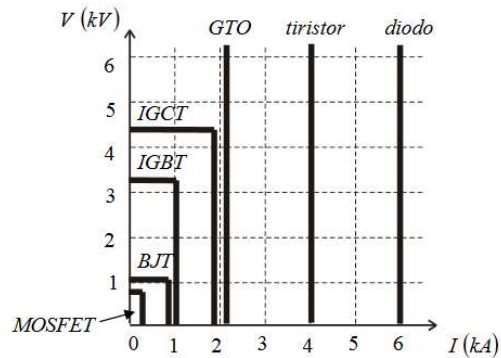 V (kV)
GTO
tiristor
diodo
6
5
IGCT
4
IGBT
3
2
BJT
1
MOSFET
0 1 2 3 4 5 6 I (kA)